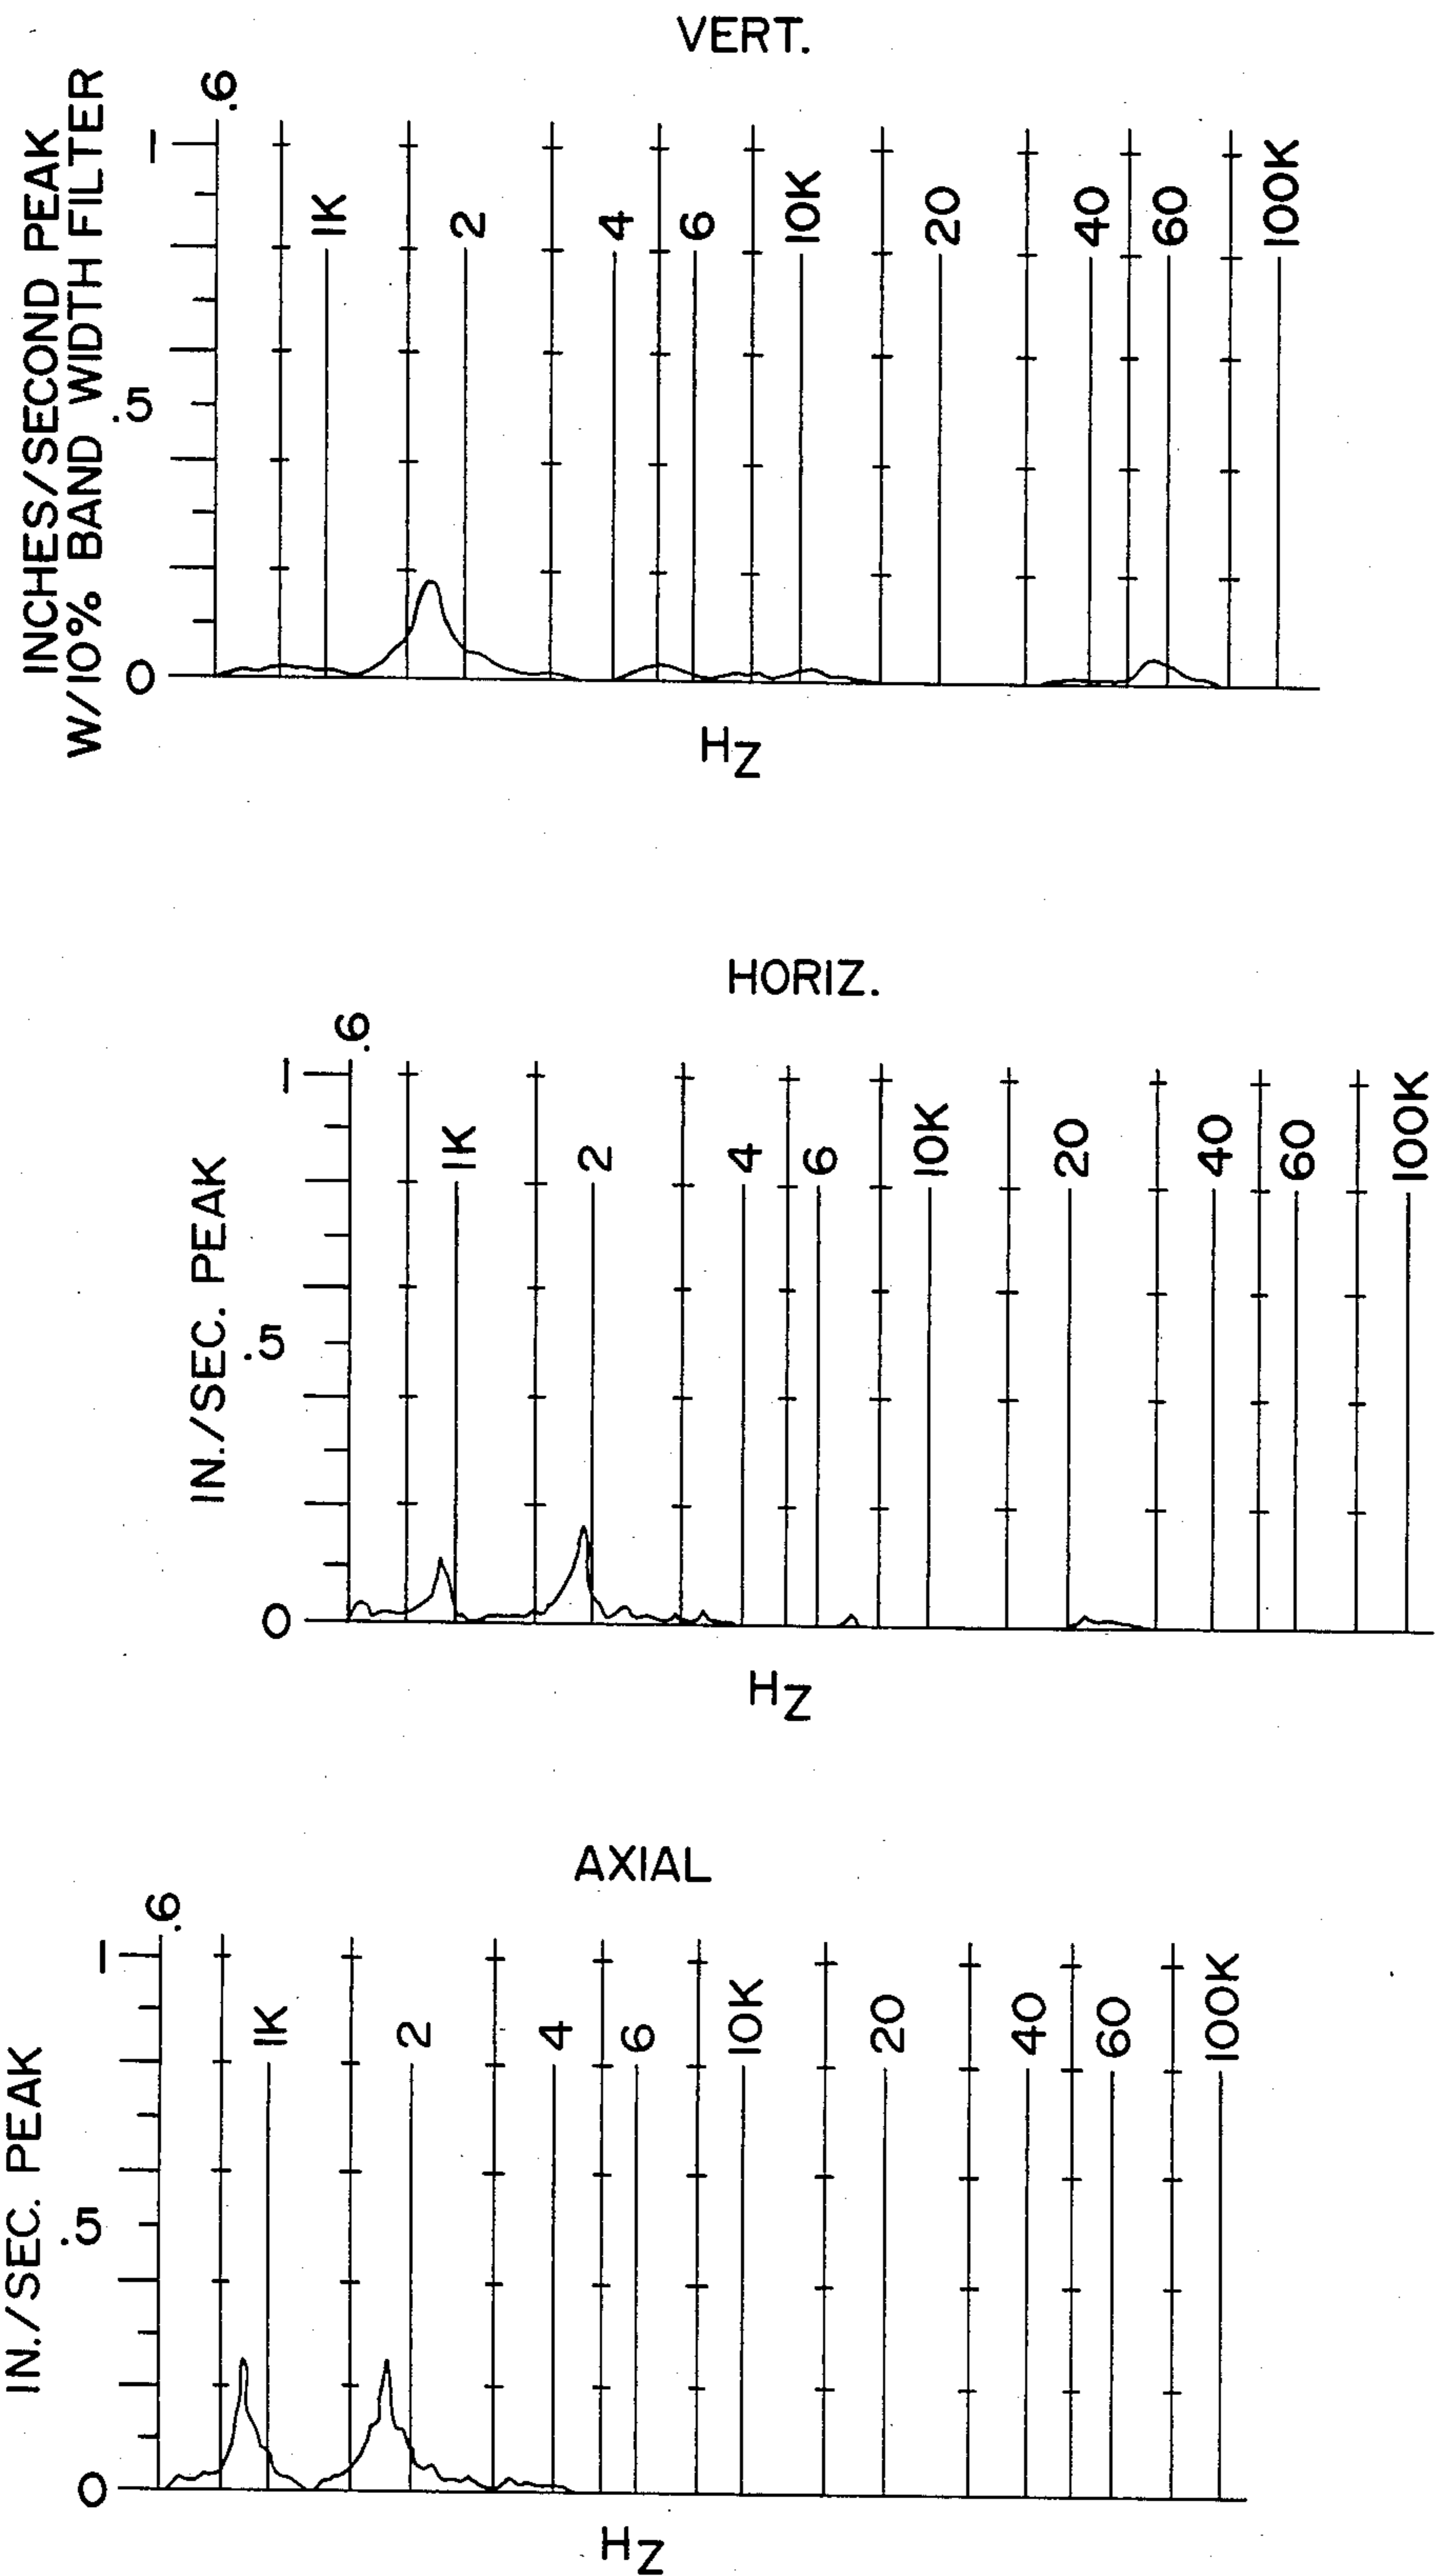 VERT.
INCHES/SECOND PEAK
W/10% BAND WIDTH FILTER
.6
1
.5
0
1K
2
4
6
10K
20
40
60
100K
Hz
HORIZ.
IN./SEC. PEAK
.6
1
.5
0
1K
2
4
6
10K
20
40
60
100K
Hz
AXIAL
IN./SEC. PEAK
.6
1
.5
0
1K
2
4
6
10K
20
40
60
100K
Hz